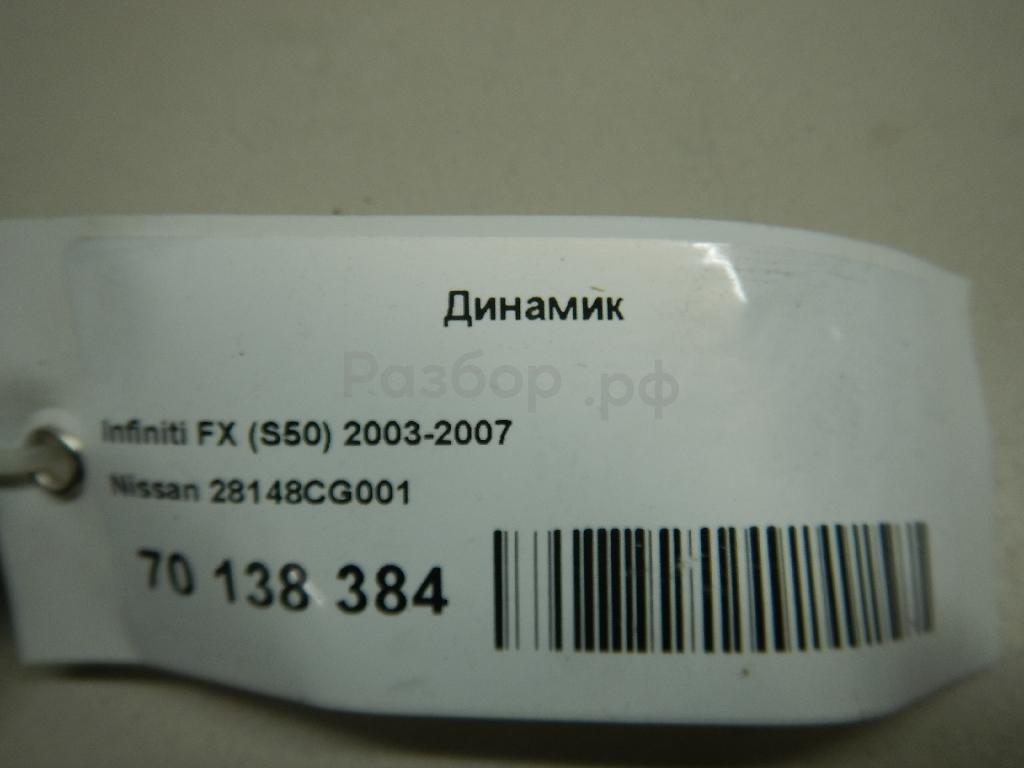 Динамик
Разбор.рф
Infiniti FX (S50) 2003-2007
Nissan 28148CG001
70 138 384